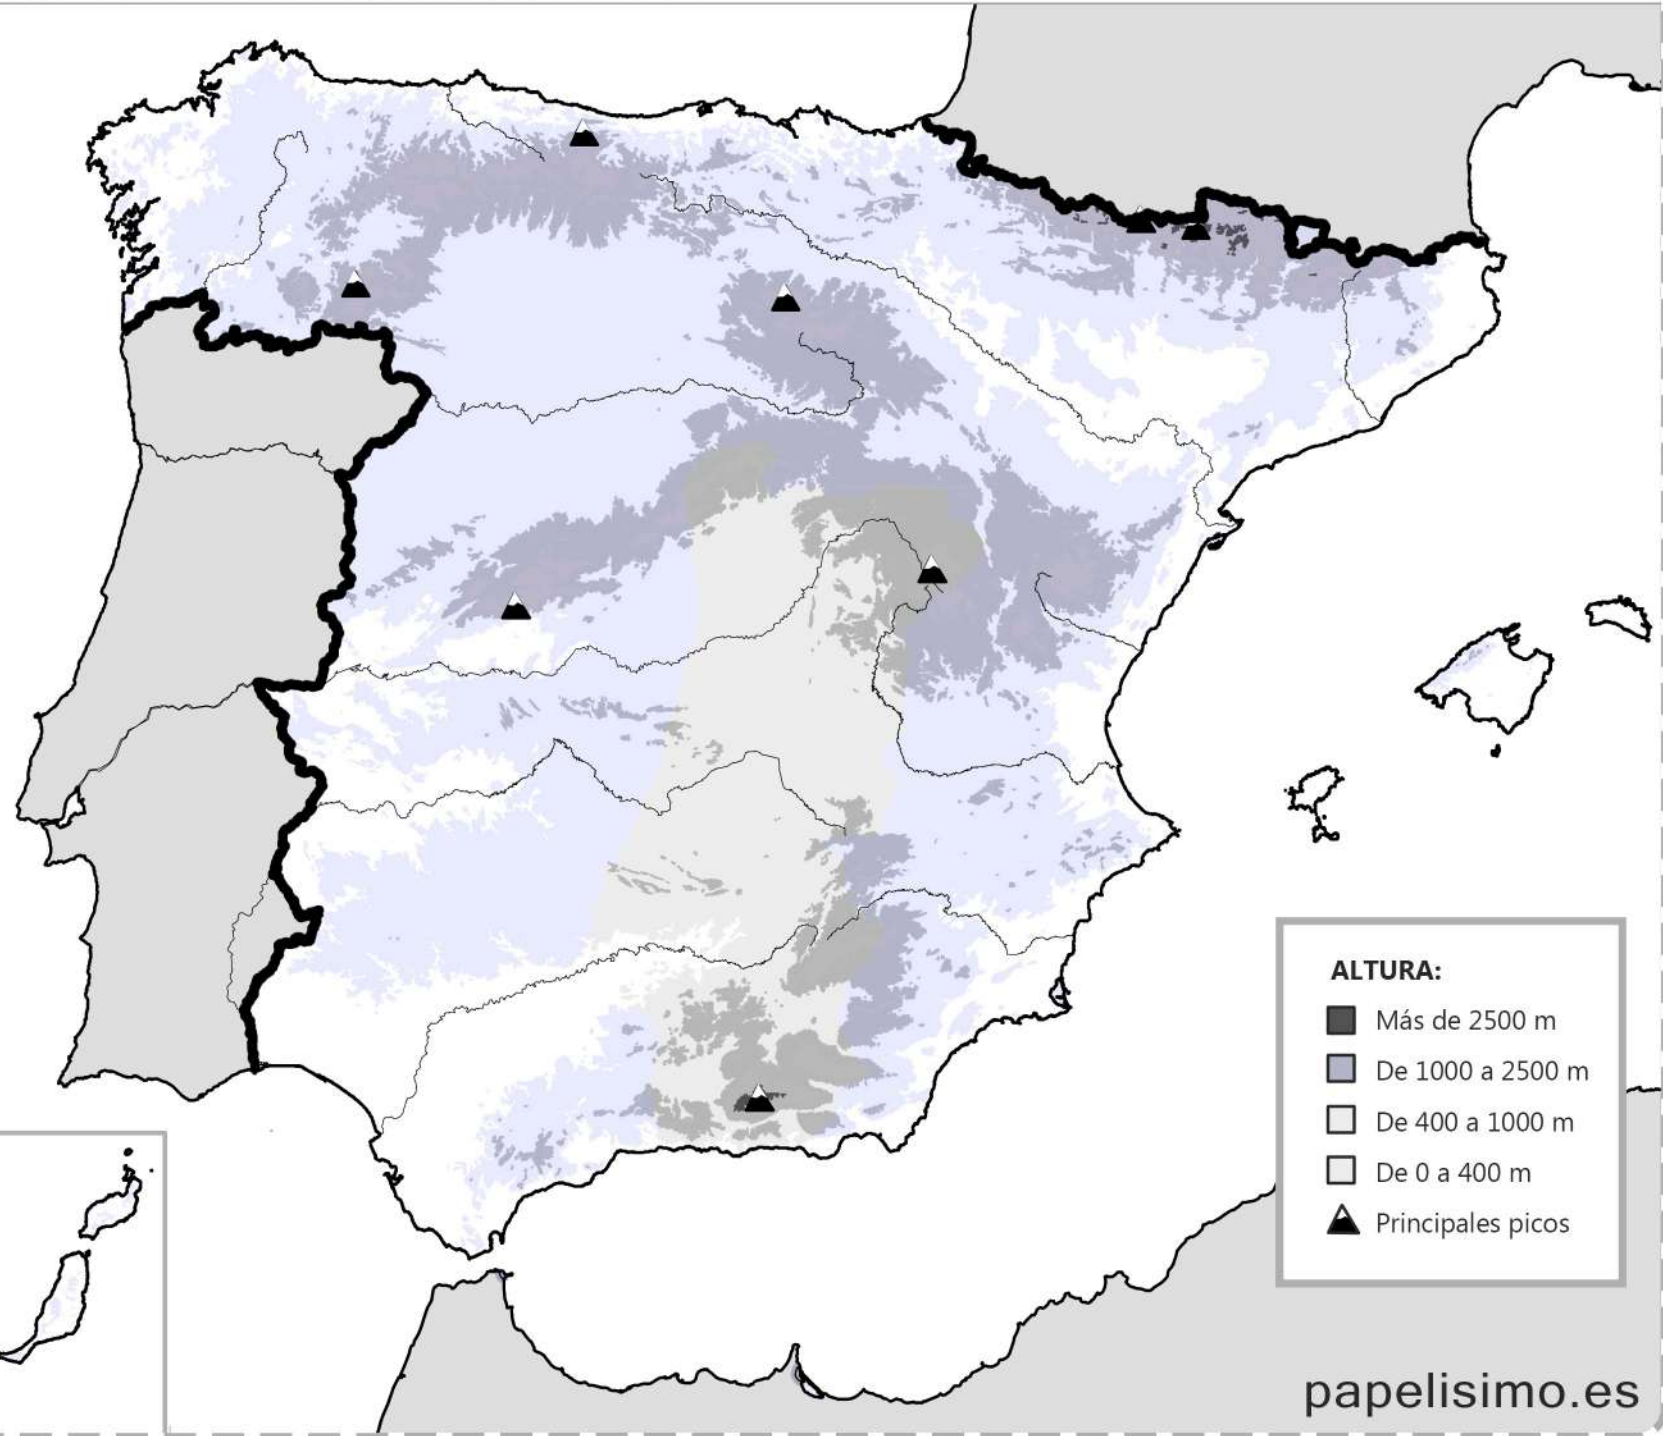 ALTURA:
Más de 2500 m
De 1000 a 2500 m
De 400 a 1000 m
De 0 a 400 m
Principales picos
papelisimo.es